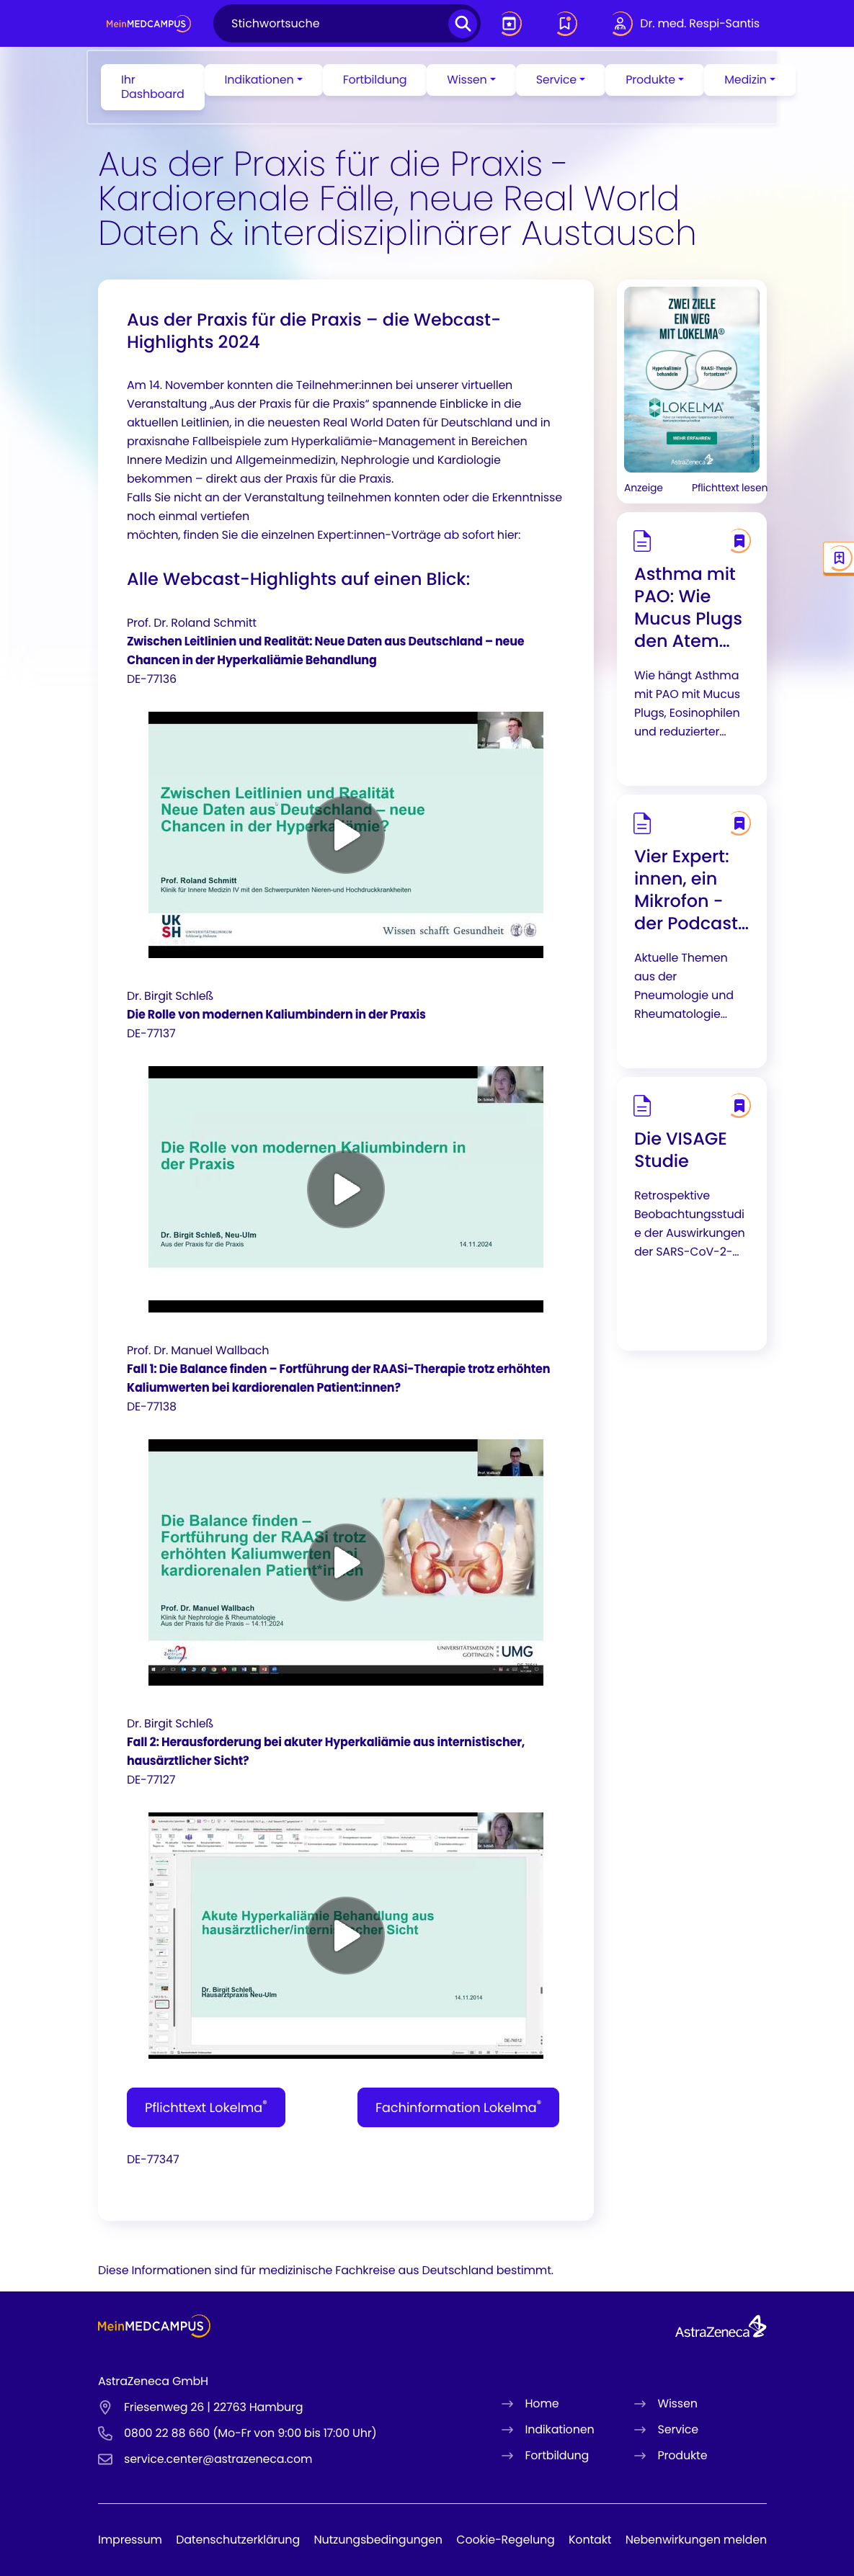 MeinMEDCAMPUS
Stichwortsuche
Dr. med. Respi-Santis
Ihr
Dashboard
Indikationen
Fortbildung
Wissen
Service
Produkte
Medizin
Aus der Praxis für die Praxis -
Kardiorenale Fälle, neue Real World
Daten & interdisziplinärer Austausch
Aus der Praxis für die Praxis – die Webcast-
Highlights 2024
Am 14. November konnten die Teilnehmer:innen bei unserer virtuellen
Veranstaltung „Aus der Praxis für die Praxis“ spannende Einblicke in die
aktuellen Leitlinien, in die neuesten Real World Daten für Deutschland und in
praxisnahe Fallbeispiele zum Hyperkaliämie-Management in Bereichen
Innere Medizin und Allgemeinmedizin, Nephrologie und Kardiologie
bekommen – direkt aus der Praxis für die Praxis.
Falls Sie nicht an der Veranstaltung teilnehmen konnten oder die Erkenntnisse
noch einmal vertiefen
möchten, finden Sie die einzelnen Expert:innen-Vorträge ab sofort hier:
Alle Webcast-Highlights auf einen Blick:
Prof. Dr. Roland Schmitt
Zwischen Leitlinien und Realität: Neue Daten aus Deutschland – neue
Chancen in der Hyperkaliämie Behandlung
DE-77136
Zwischen Leitlinien und Realität
Neue Daten aus Deutschland – neue
Chancen in der Hyperkaliämie?
Prof. Roland Schmitt
Klinik für Innere Medizin IV mit den Schwerpunkten Nieren-und Hochdruckkrankheiten
UK
SH
UNIVERSITÄTSKLINIKUM
Schleswig-Holstein
Wissen schafft Gesundheit
Dr. Birgit Schleß
Die Rolle von modernen Kaliumbindern in der Praxis
DE-77137
Die Rolle von modernen Kaliumbindern in
der Praxis
Dr. Birgit Schleß, Neu-Ulm
Aus der Praxis für die Praxis
14.11.2024
Prof. Dr. Manuel Wallbach
Fall 1: Die Balance finden – Fortführung der RAASi-Therapie trotz erhöhten
Kaliumwerten bei kardiorenalen Patient:innen?
DE-77138
Die Balance finden –
Fortführung der RAASi trotz
erhöhten Kaliumwerten bei
kardiorenalen Patient*innen
Prof. Dr. Manuel Wallbach
Klinik für Nephrologie & Rheumatologie
Aus der Praxis für die Praxis – 14.11.2024
UNIVERSITÄTSMEDIZIN
GÖTTINGEN
UMG
Dr. Birgit Schleß
Fall 2: Herausforderung bei akuter Hyperkaliämie aus internistischer,
hausärztlicher Sicht?
DE-77127
Akute Hyperkaliämie Behandlung aus
hausärztlicher/internistischer Sicht
Dr. Birgit Schleß,
Hausarztpraxis Neu-Ulm
14.11.2014
Pflichttext Lokelma®
Fachinformation Lokelma®
DE-77347
ZWEI ZIELE
EIN WEG
MIT LOKELMA®
Hyperkaliämie
behandeln
RAASi-Therapie
fortsetzen
LOKELMA
MEHR ERFAHREN
AstraZeneca
Anzeige
Pflichttext lesen
Asthma mit
PAO: Wie
Mucus Plugs
den Atem...
Wie hängt Asthma
mit PAO mit Mucus
Plugs, Eosinophilen
und reduzierter...
Vier Expert:
innen, ein
Mikrofon -
der Podcast...
Aktuelle Themen
aus der
Pneumologie und
Rheumatologie...
Die VISAGE
Studie
Retrospektive
Beobachtungsstudi
e der Auswirkungen
der SARS-CoV-2-...
Diese Informationen sind für medizinische Fachkreise aus Deutschland bestimmt.
MeinMEDCAMPUS
AstraZeneca
AstraZeneca GmbH
Friesenweg 26 | 22763 Hamburg
0800 22 88 660 (Mo-Fr von 9:00 bis 17:00 Uhr)
service.center@astrazeneca.com
Home
Indikationen
Fortbildung
Wissen
Service
Produkte
Impressum
Datenschutzerklärung
Nutzungsbedingungen
Cookie-Regelung
Kontakt
Nebenwirkungen melden